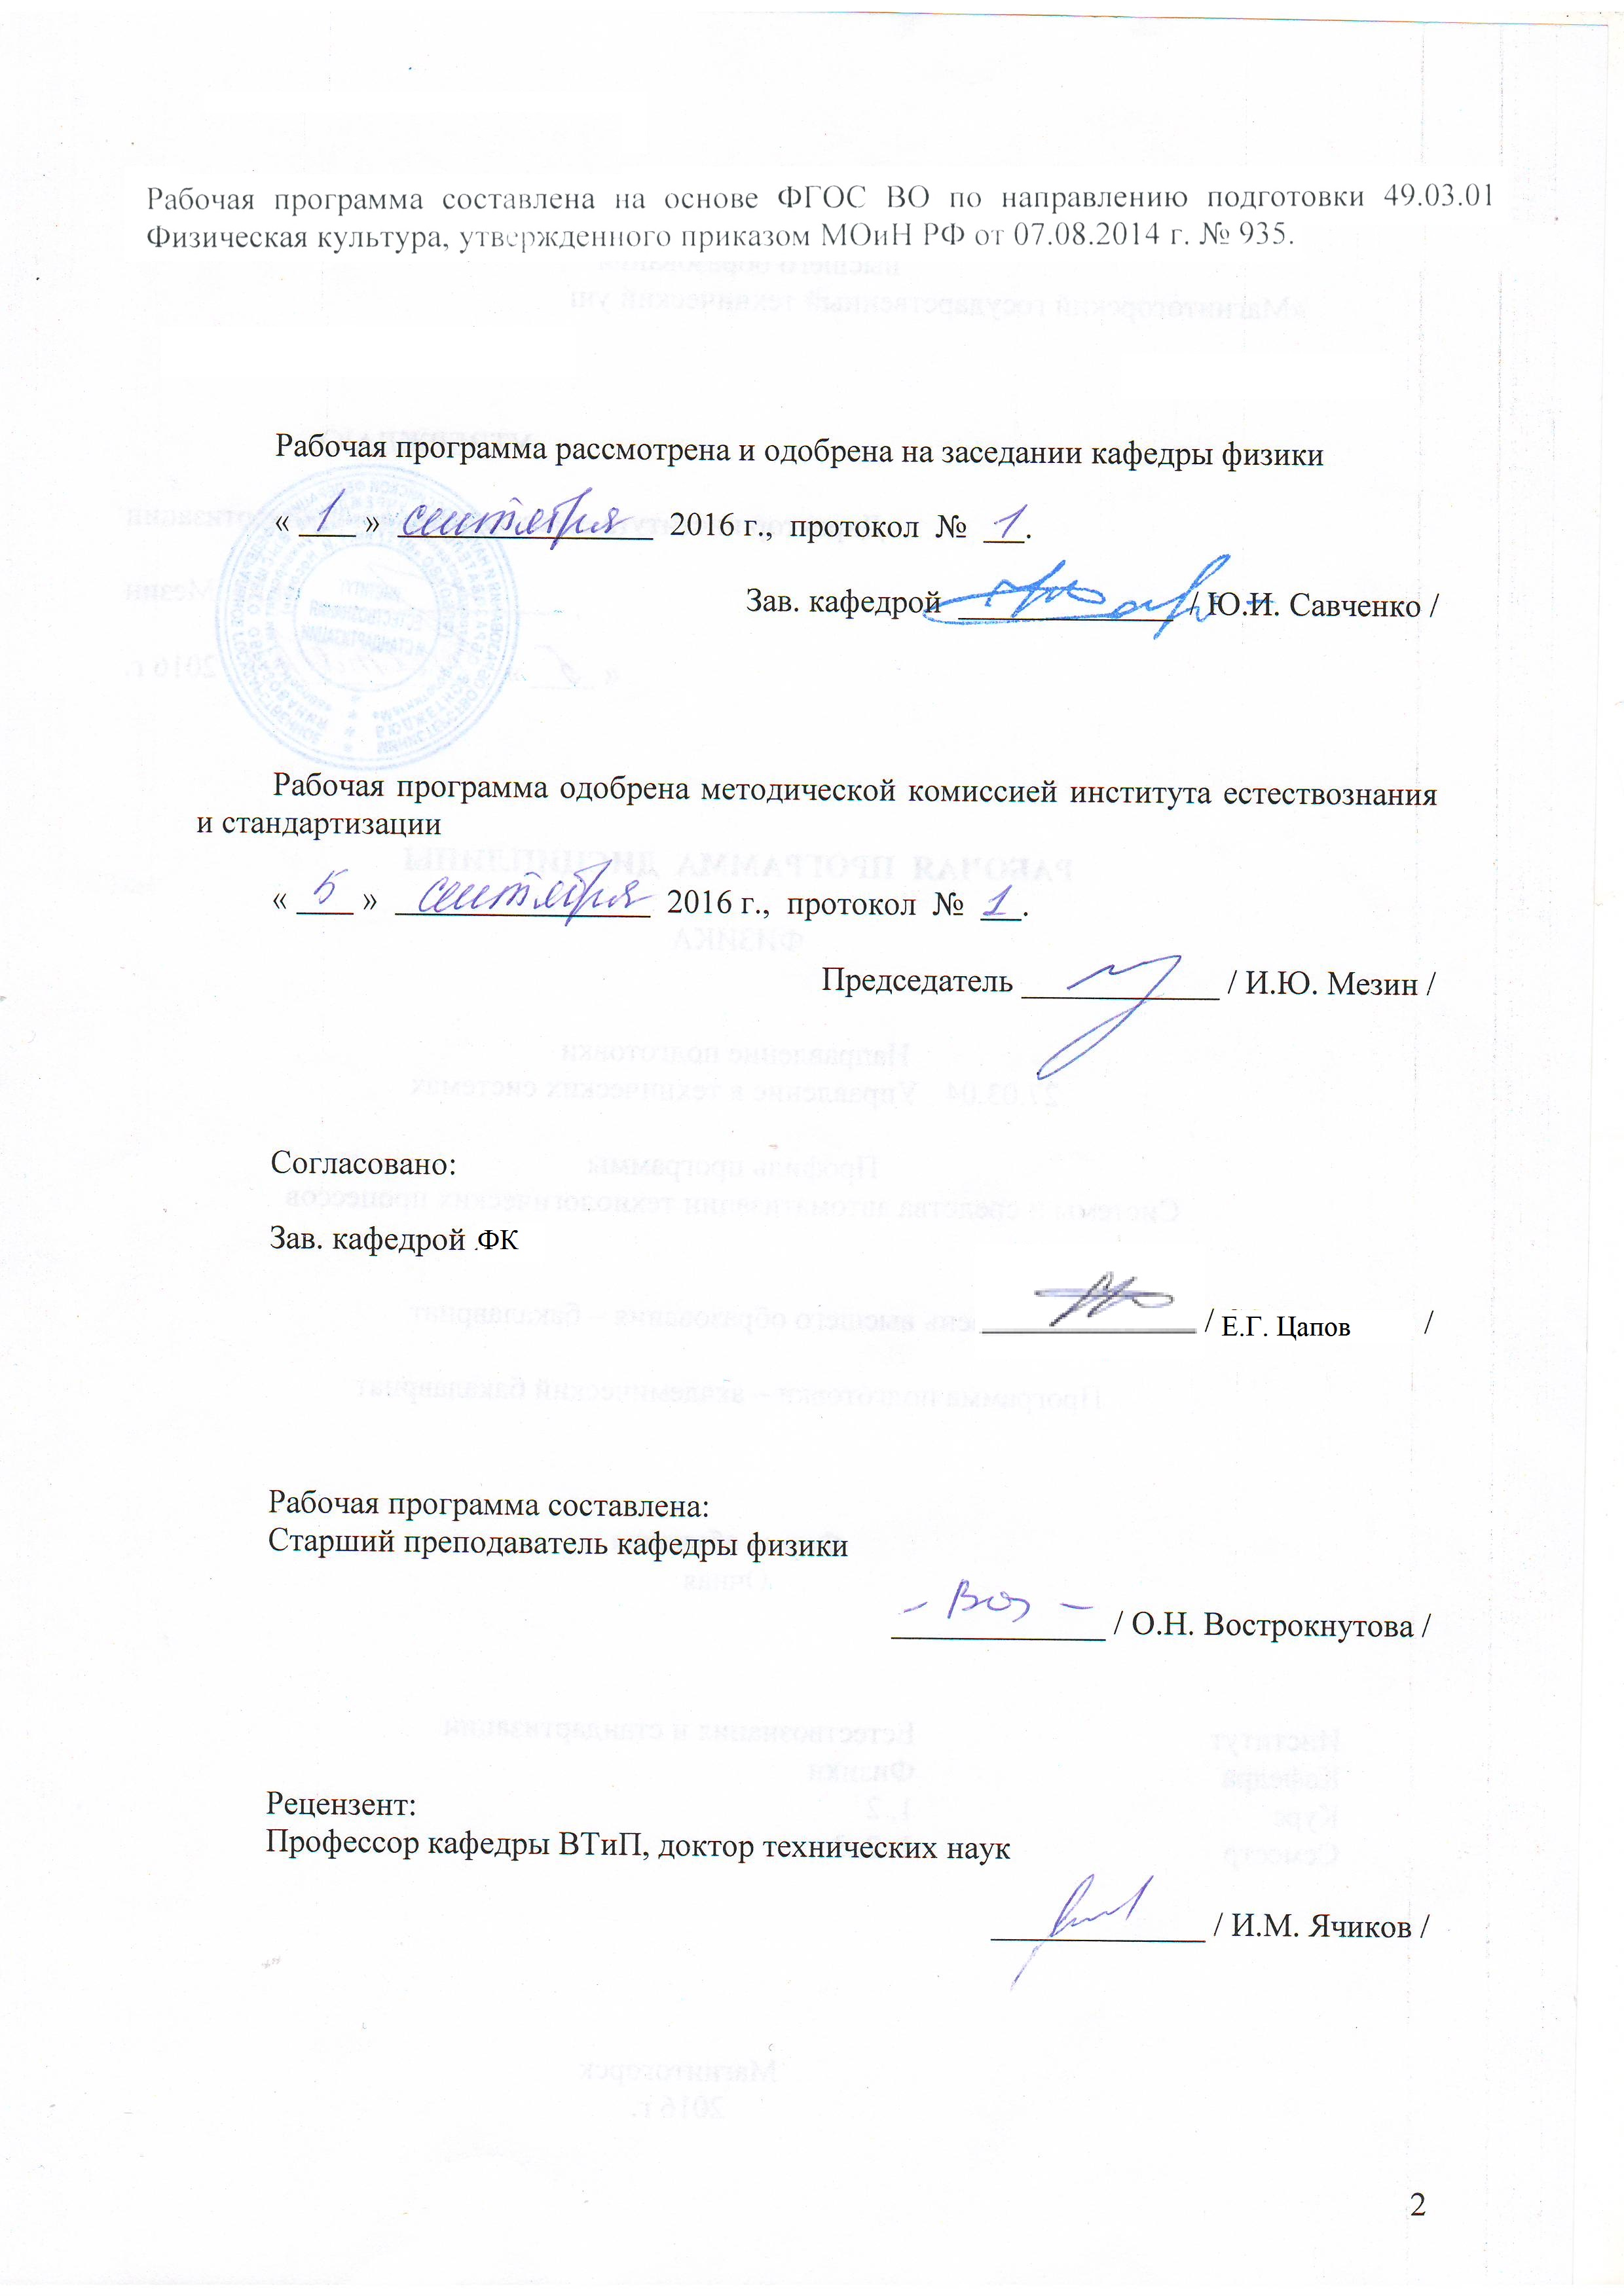 Рабочая программа составлена на основе ФГОС ВО по направлению подготовки 49.03.01
Физическая культура, утвержденного приказом МОиН РФ от 07.08.2014 г. № 935.
Рабочая программа рассмотрена и одобрена на заседании кафедры физики
« 1 » сентября 2016 г., протокол № 1.
Зав. кафедрой / Ю.И. Савченко /
Рабочая программа одобрена методической комиссией института естествознания
и стандартизации
« 5 » сентября 2016 г., протокол № 1.
Председатель / И.Ю. Мезин /
Согласовано:
Зав. кафедрой ФК
/ Е.Г. Цапов /
Рабочая программа составлена:
Старший преподаватель кафедры физики
/ О.Н. Вострокнутова /
Рецензент:
Профессор кафедры ВТиП, доктор технических наук
/ И.М. Ячиков /
2